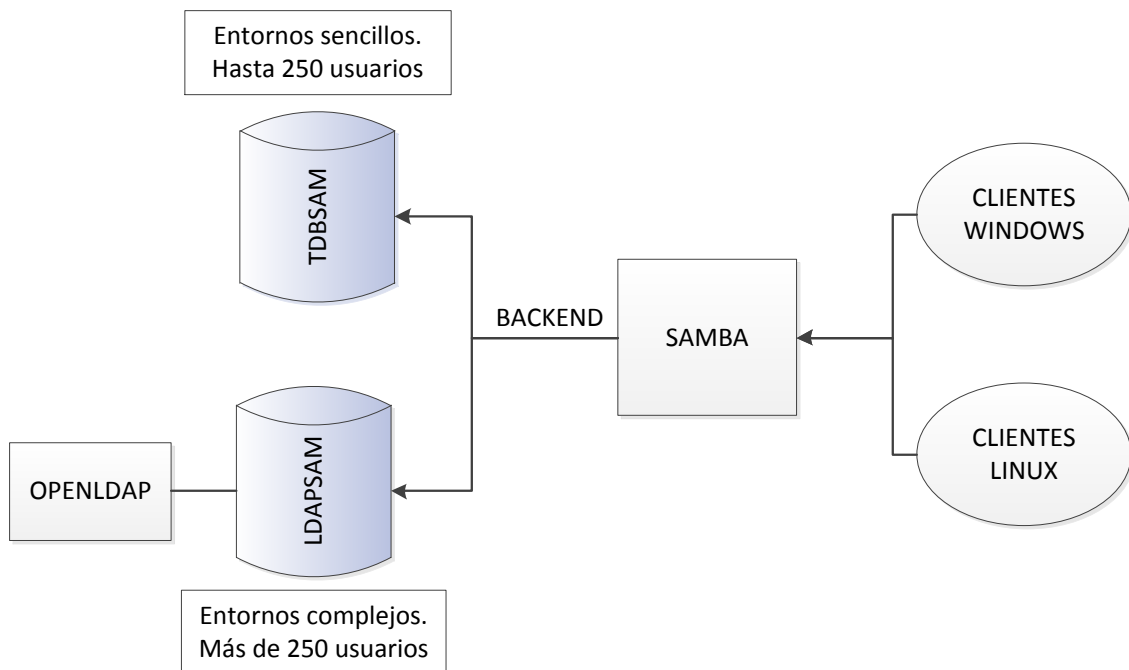 Entornos sencillos.
Hasta 250 usuarios
TDBSAM
CLIENTES
WINDOWS
BACKEND
SAMBA
CLIENTES
LINUX
OPENLDAP
LDAPSAM
Entornos complejos.
Más de 250 usuarios